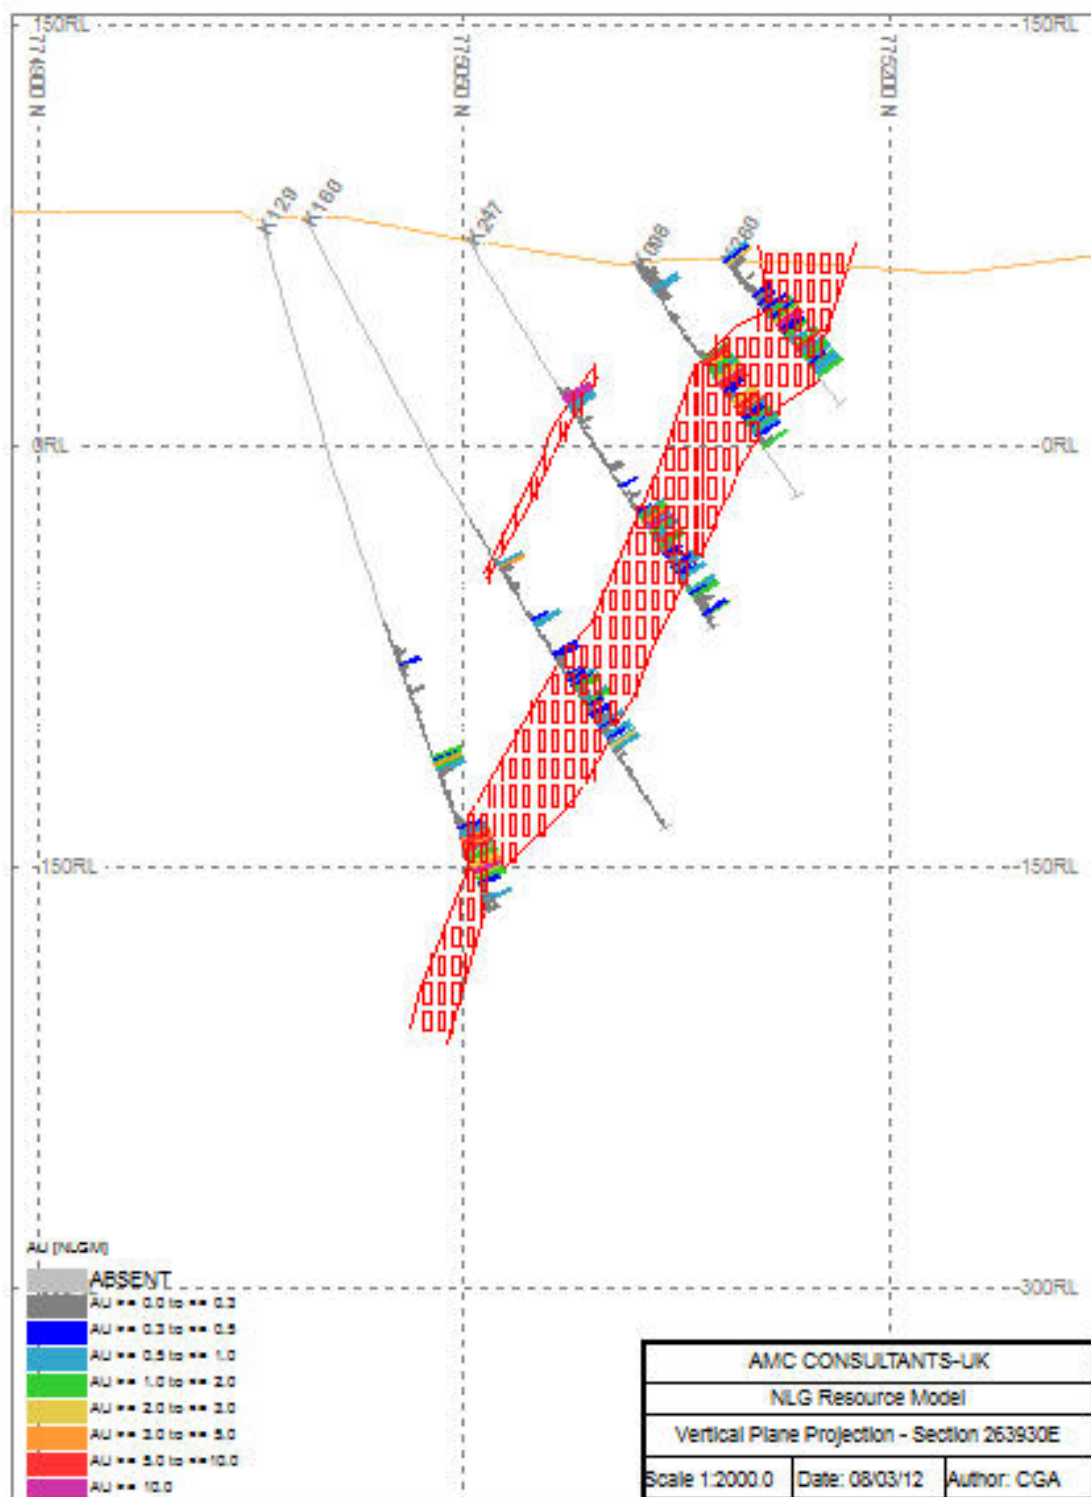 150RL
150RL
774900 N
775050 N
775200 N
K129
K247
0RL
0RL
-150RL
-150RL
-300RL
AU [NLGM]
ABSENT
AU >= 0.0 to <= 0.3
AU >= 0.3 to <= 0.5
AU >= 0.5 to <= 1.0
AU >= 1.0 to <= 2.0
AU >= 2.0 to <= 3.0
AU >= 3.0 to <= 5.0
AU >= 5.0 to <=10.0
AU >= 10.0
AMC CONSULTANTS-UK
NLG Resource Model
Vertical Plane Projection - Section 263930E
Scale 1:2000.0
Date: 08/03/12
Author: CGA